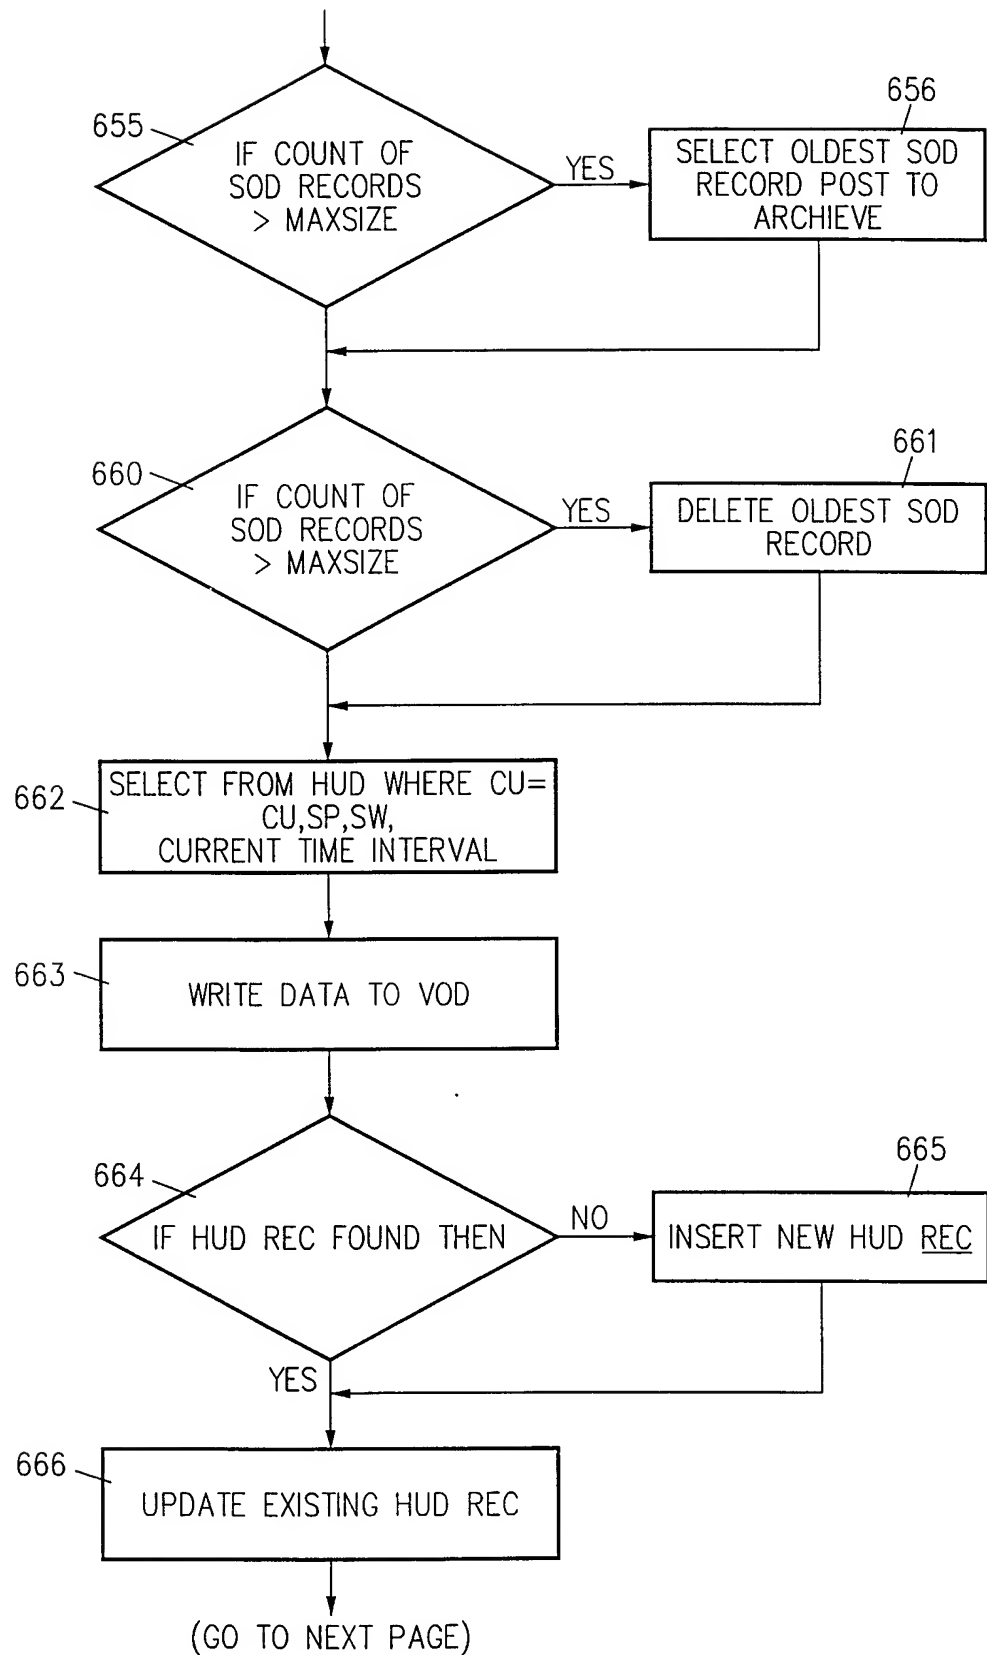 655
IF COUNT OF
SOD RECORDS
> MAXSIZE
YES
656
SELECT OLDEST SOD
RECORD POST TO
ARCHIEVE
660
IF COUNT OF
SOD RECORDS
> MAXSIZE
YES
661
DELETE OLDEST SOD
RECORD
662
SELECT FROM HUD WHERE CU=
CU,SP,SW,
CURRENT TIME INTERVAL
663
WRITE DATA TO VOD
664
IF HUD REC FOUND THEN
NO
665
INSERT NEW HUD REC
YES
666
UPDATE EXISTING HUD REC
(GO TO NEXT PAGE)